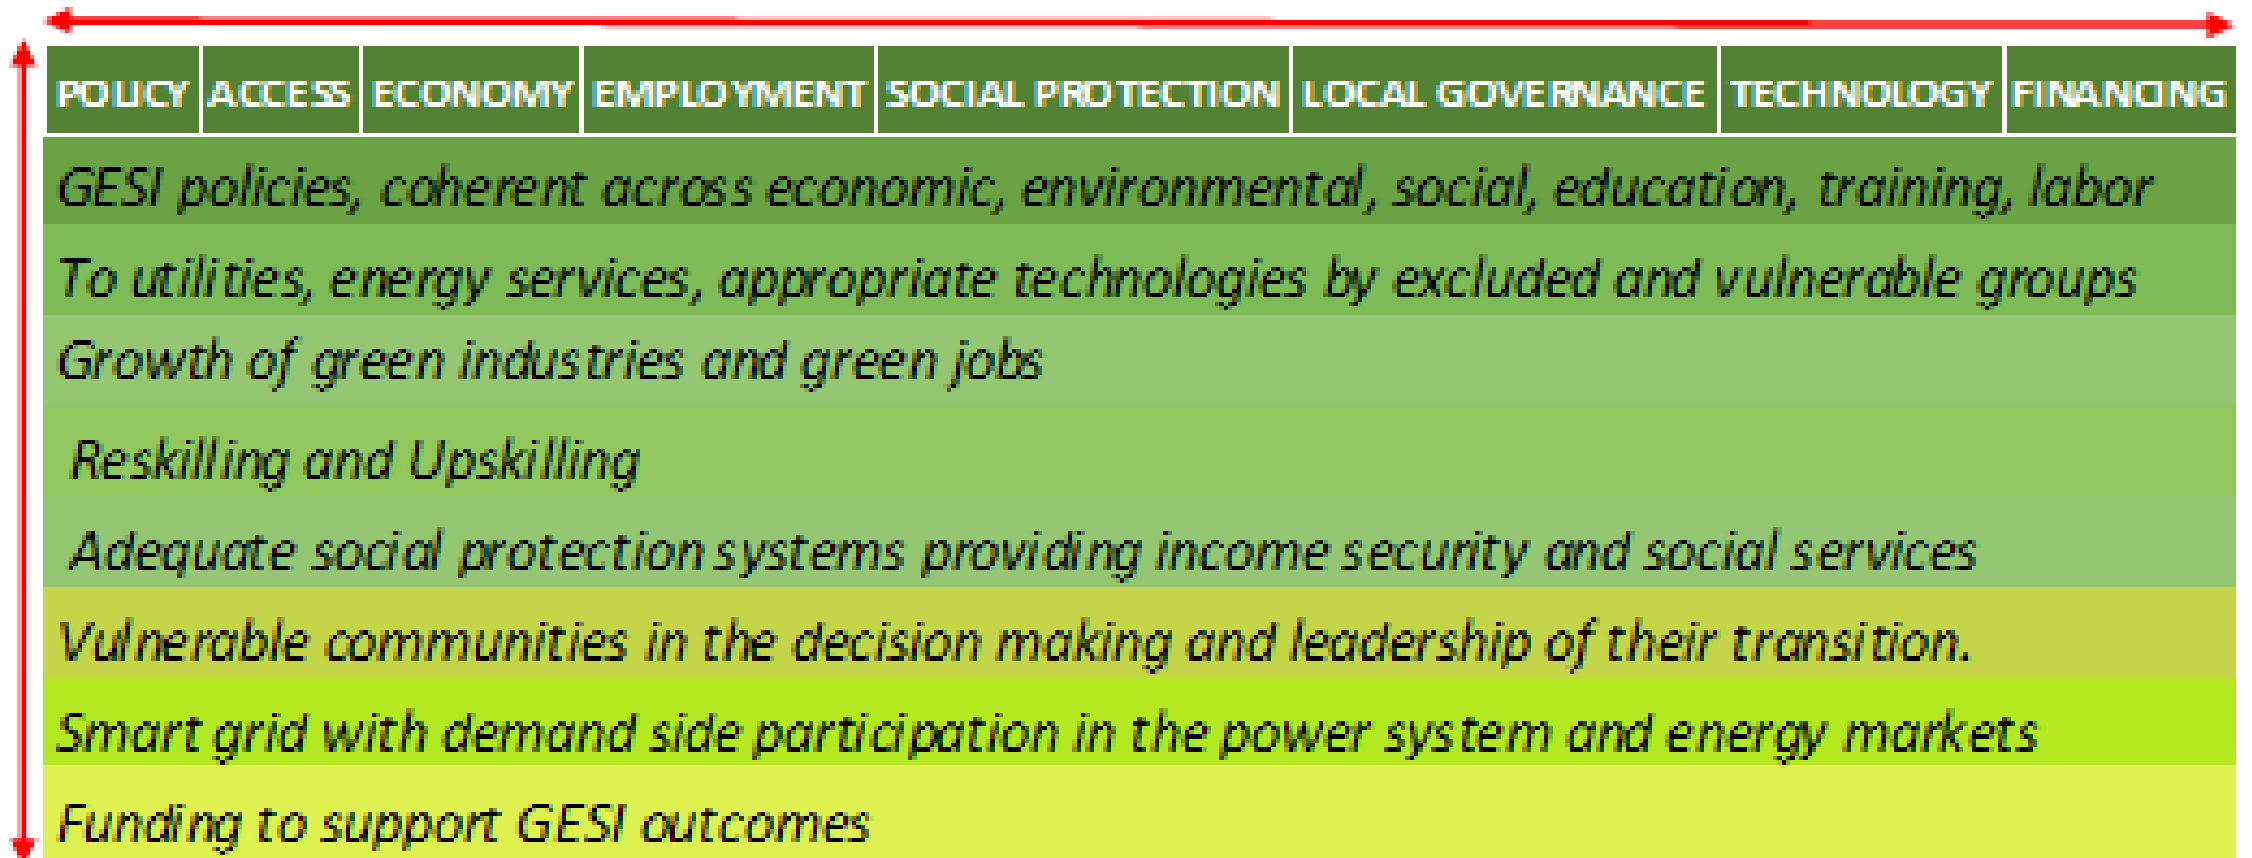 POLICY ACCESS ECONOMY EMPLOYMENT SOCIAL PROTECTION LOCAL GOVERNANCE TECHNOLOGY FINANCING
GESI policies, coherent across economic, environmental, social, education, training, labor
To utilities, energy services, appropriate technologies by excluded and vulnerable groups
Growth of green industries and green jobs
Reskilling and Upskilling
Adequate social protection systems providing income security and social services
Vulnerable communities in the decision making and leadership of their transition.
Smart grid with demand side participation in the power system and energy markets
Funding to support GESI outcomes